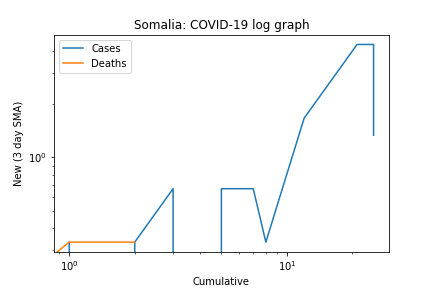 Somalia: COVID-19 log graph
Cases
Deaths
New (3 day SMA)
10⁰
10⁰
10¹
Cumulative